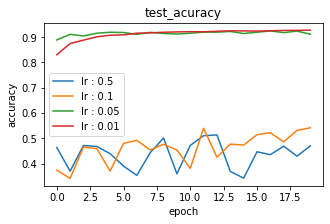 test_acuracy
accuracy
0.9
0.8
0.7
0.6
0.5
0.4
lr : 0.5
lr : 0.1
lr : 0.05
lr : 0.01
0.0 2.5 5.0 7.5 10.0 12.5 15.0 17.5
epoch